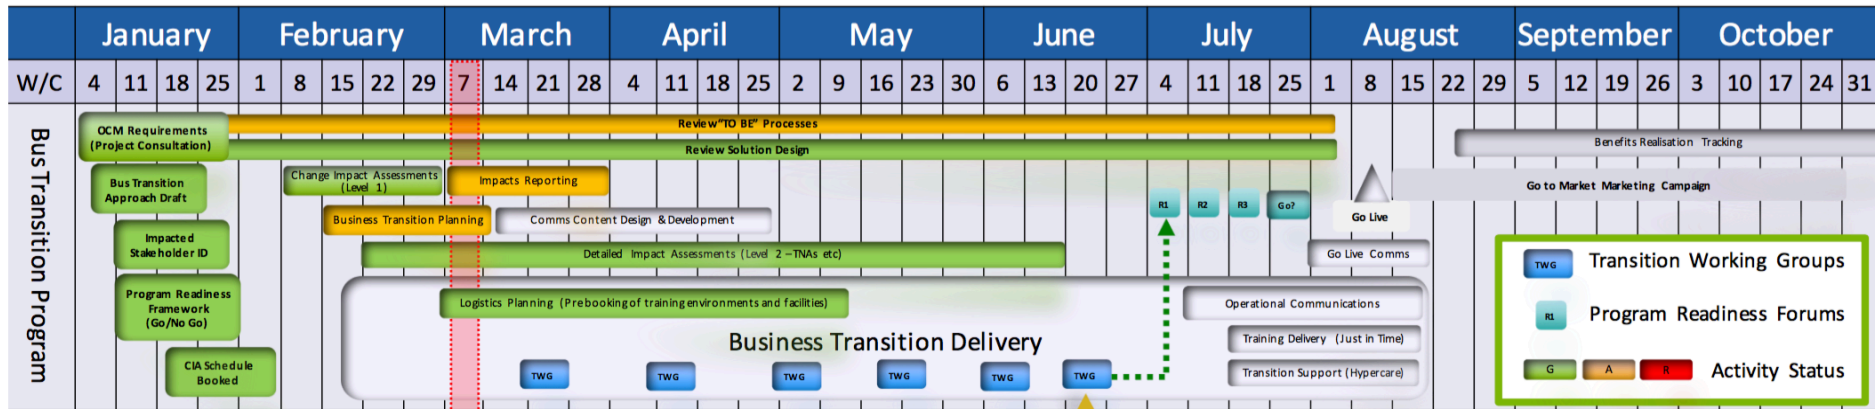 January February March April May June July August September October
W/C 4 11 18 25 1 8 15 22 29 7 14 21 28 4 11 18 25 2 9 16 23 30 6 13 20 27 4 11 18 25 1 8 15 22 29 5 12 19 26 3 10 17 24 31
Bus Transition Program
OCM Requirements
(Project Consultation)
Review“TO BE” Processes
Review Solution Design
Benefits Realisation Tracking
Bus Transition
Approach Draft
Change Impact Assessments
(Level 1)
Impacts Reporting
Go to Market Marketing Campaign
R1 R2 R3 Go?
Go Live
Business Transition Planning
Comms Content Design & Development
Impacted
Stakeholder ID
Detailed Impact Assessments (Level 2 –TNAs etc)
Go Live Comms
Program Readiness
Framework
(Go/No Go)
Logistics Planning (Prebooking of training environments and facilities)
Operational Communications
Business Transition Delivery
Training Delivery (Just in Time)
CIA Schedule
Booked
TWG TWG TWG TWG TWG TWG
Transition Support (Hypercare)
TWG Transition Working Groups
R1 Program Readiness Forums
G A R Activity Status